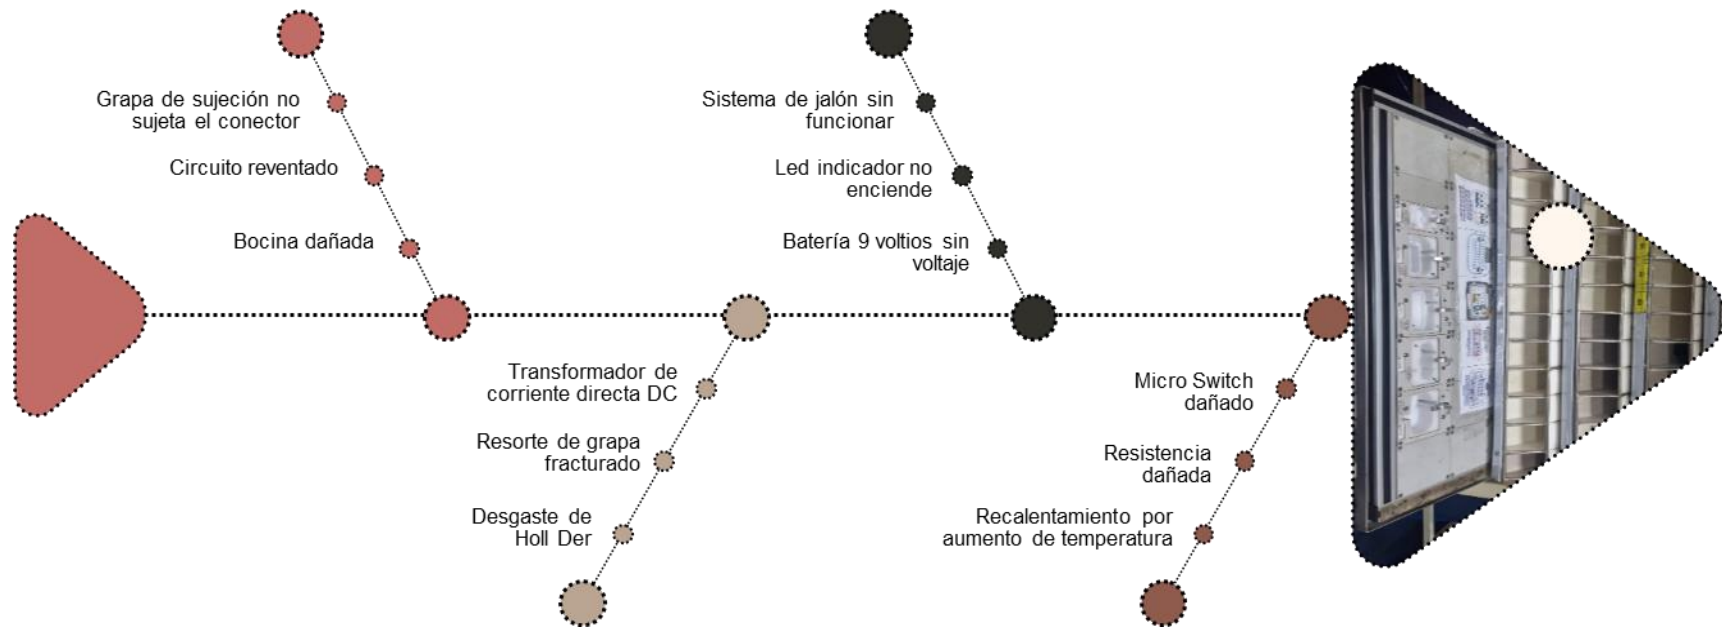 Grapa de sujeción no
sujeta el conector
Circuito reventado
Bocina dañada
Sistema de jalón sin
funcionar
Led indicador no
enciende
Batería 9 voltios sin
voltaje
Transformador de
corriente directa DC
Resorte de grapa
fracturado
Desgaste de
Holl Der
Micro Switch
dañado
Resistencia
dañada
Recalentamiento por
aumento de temperatura